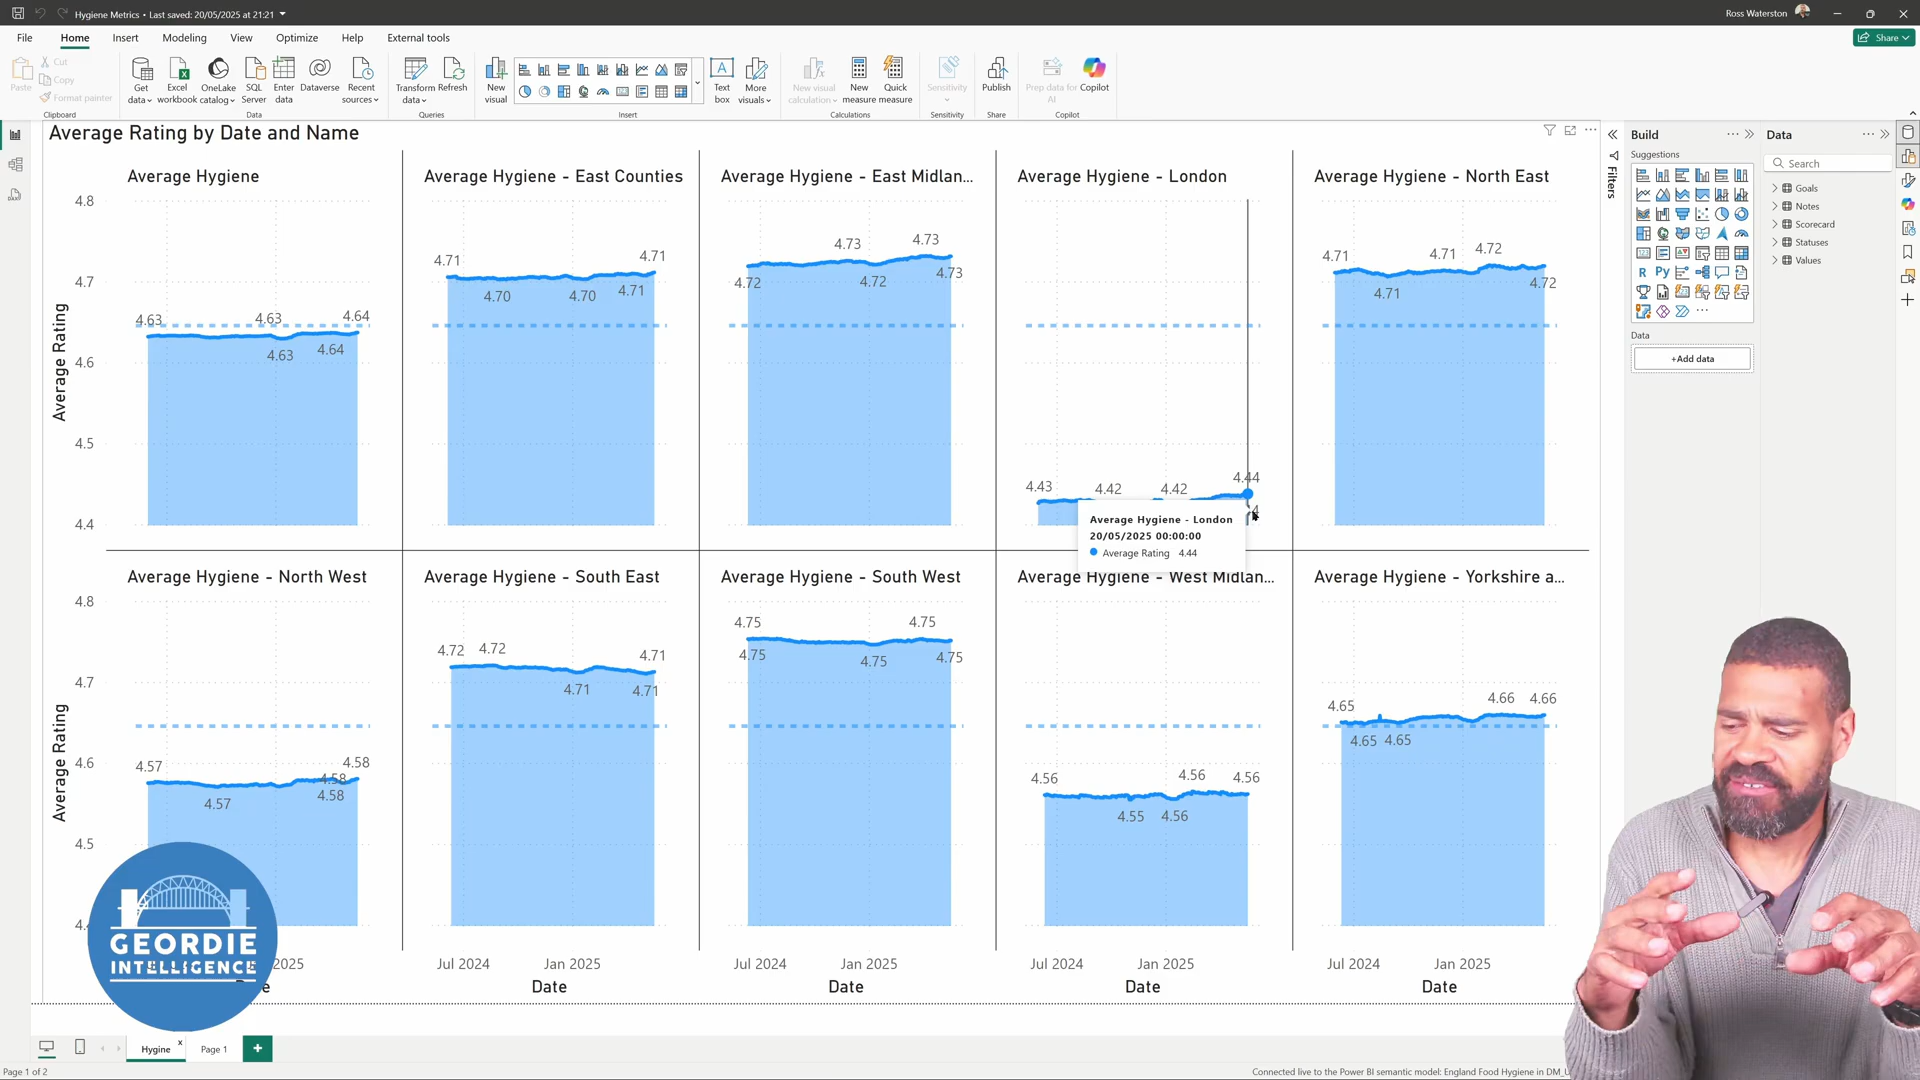 Hygiene Metrics • Last saved: 20/05/2025 at 21:21
Ross Waterston
File Home Insert Modeling View Optimize Help External tools
Share
Paste
Cut
Copy
Format painter
Clipboard
Get data
Excel workbook
OneLake catalog
SQL Server
Enter data
Dataverse
Recent sources
Data
Transform data
Refresh
Queries
New visual
Text box
More visuals
Insert
New visual calculation
New measure
Quick measure
Calculations
Sensitivity
Sensitivity
Publish
Share
Prep data for AI
Copilot
Copilot
Average Rating by Date and Name
Average Hygiene
Average Hygiene - East Counties
Average Hygiene - East Midlan...
Average Hygiene - London
Average Hygiene - North East
Average Rating
4.8
4.7
4.6
4.5
4.4
4.63 4.63 4.64
4.63 4.64
4.71 4.71
4.70 4.70 4.71
4.73 4.73
4.72 4.72 4.73
4.43 4.42 4.42 4.44
Average Hygiene - London
20/05/2025 00:00:00
Average Rating 4.44
4.71 4.71 4.72
4.71 4.72
Average Hygiene - North West
Average Hygiene - South East
Average Hygiene - South West
Average Hygiene - West Midlan...
Average Hygiene - Yorkshire a...
Average Rating
4.8
4.7
4.6
4.5
4.57 4.58 4.58
4.57 4.58
4.72 4.72 4.71
4.71 4.71
4.75 4.75
4.75 4.75 4.75
4.56 4.56 4.56
4.55 4.56
4.65 4.66 4.66
4.65 4.65
2025
Jul 2024 Jan 2025
Date
Jul 2024 Jan 2025
Date
Jul 2024 Jan 2025
Date
Jul 2024 Jan 2025
Date
GEORDIE
INTELLIGENCE
Filters
Build
Suggestions
R Py
Data
+Add data
Data
Search
Goals
Notes
Scorecard
Statuses
Values
Hygine
Page 1
Page 1 of 2
Connected live to the Power BI semantic model: England Food Hygiene in